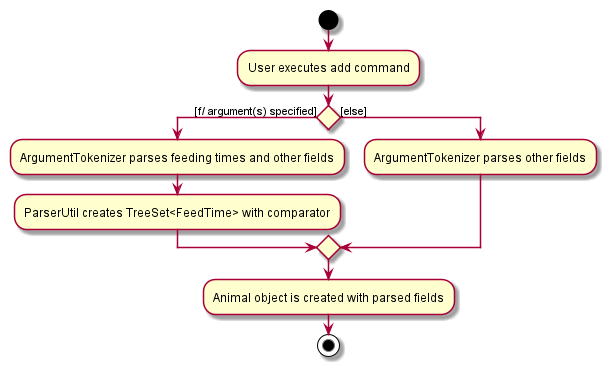 User executes add command
[f/ argument(s) specified]
[else]
ArgumentTokenizer parses feeding times and other fields
ArgumentTokenizer parses other fields
ParserUtil creates TreeSet<FeedTime> with comparator
Animal object is created with parsed fields